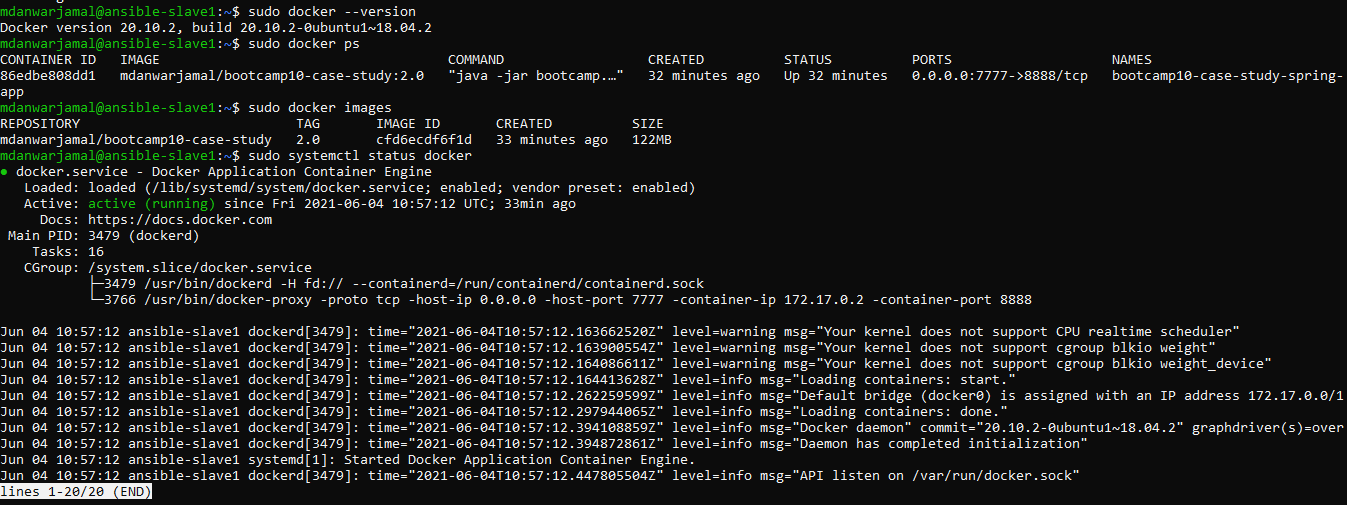 mdanwarjamal@ansible-slave1:~$ sudo docker --version
Docker version 20.10.2, build 20.10.2-0ubuntu1~18.04.2
mdanwarjamal@ansible-slave1:~$ sudo docker ps
CONTAINER ID   IMAGE                                COMMAND                  CREATED          STATUS          PORTS                    NAMES
86edbe808dd1   mdanwarjamal/bootcamp10-case-study:2.0   "java -jar bootcamp.…"   32 minutes ago   Up 32 minutes   0.0.0.0:7777->8888/tcp   bootcamp10-case-study-spring-
app
mdanwarjamal@ansible-slave1:~$ sudo docker images
REPOSITORY                           TAG       IMAGE ID       CREATED          SIZE
mdanwarjamal/bootcamp10-case-study   2.0       cfd6ecdf6f1d   33 minutes ago   122MB
mdanwarjamal@ansible-slave1:~$ sudo systemctl status docker
● docker.service - Docker Application Container Engine
   Loaded: loaded (/lib/systemd/system/docker.service; enabled; vendor preset: enabled)
   Active: active (running) since Fri 2021-06-04 10:57:12 UTC; 33min ago
     Docs: https://docs.docker.com
 Main PID: 3479 (dockerd)
    Tasks: 16
   CGroup: /system.slice/docker.service
           ├─3479 /usr/bin/dockerd -H fd:// --containerd=/run/containerd/containerd.sock
           └─3766 /usr/bin/docker-proxy -proto tcp -host-ip 0.0.0.0 -host-port 7777 -container-ip 172.17.0.2 -container-port 8888
Jun 04 10:57:12 ansible-slave1 dockerd[3479]: time="2021-06-04T10:57:12.163662520Z" level=warning msg="Your kernel does not support CPU realtime scheduler"
Jun 04 10:57:12 ansible-slave1 dockerd[3479]: time="2021-06-04T10:57:12.163900554Z" level=warning msg="Your kernel does not support cgroup blkio weight"
Jun 04 10:57:12 ansible-slave1 dockerd[3479]: time="2021-06-04T10:57:12.164086611Z" level=warning msg="Your kernel does not support cgroup blkio weight_device"
Jun 04 10:57:12 ansible-slave1 dockerd[3479]: time="2021-06-04T10:57:12.164413628Z" level=info msg="Loading containers: start."
Jun 04 10:57:12 ansible-slave1 dockerd[3479]: time="2021-06-04T10:57:12.262259599Z" level=info msg="Default bridge (docker0) is assigned with an IP address 172.17.0.0/1
Jun 04 10:57:12 ansible-slave1 dockerd[3479]: time="2021-06-04T10:57:12.297944065Z" level=info msg="Loading containers: done."
Jun 04 10:57:12 ansible-slave1 dockerd[3479]: time="2021-06-04T10:57:12.394108859Z" level=info msg="Docker daemon" commit="20.10.2-0ubuntu1~18.04.2" graphdriver(s)=over
Jun 04 10:57:12 ansible-slave1 dockerd[3479]: time="2021-06-04T10:57:12.394872861Z" level=info msg="Daemon has completed initialization"
Jun 04 10:57:12 ansible-slave1 systemd[1]: Started Docker Application Container Engine.
Jun 04 10:57:12 ansible-slave1 dockerd[3479]: time="2021-06-04T10:57:12.447805504Z" level=info msg="API listen on /var/run/docker.sock"
lines 1-20/20 (END)